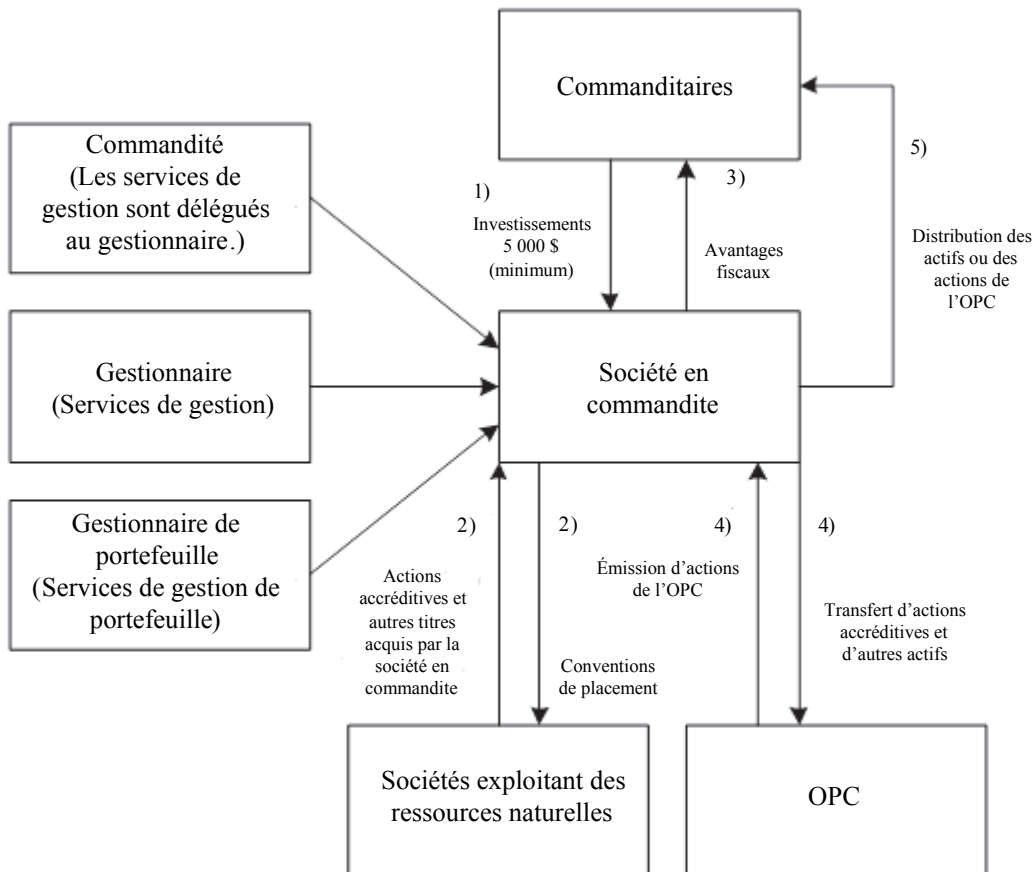 Commanditaires
Commandité
(Les services de
gestion sont délégués
au gestionnaire.)
1)
Investissements
5 000 $
(minimum)
3)
Avantages
fiscaux
5)
Distribution des
actifs ou des
actions de
l’OPC
Gestionnaire
(Services de gestion)
Société en
commandite
Gestionnaire de
portefeuille
(Services de gestion de
portefeuille)
2)
Actions
accréditives et
autres titres
acquis par la
société en
commandite
2)
Conventions
de placement
4)
Émission d’actions
de l’OPC
4)
Transfert d’actions
accréditives et
d’autres actifs
Sociétés exploitant des
ressources naturelles
OPC